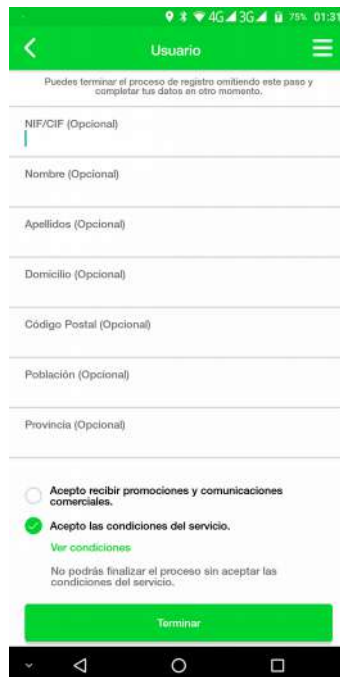 4G 3G 75% 01:31
Usuario
Puedes terminar el proceso de registro omitiendo este paso y
completar tus datos en otro momento.
NIF/CIF (Opcional)
Nombre (Opcional)
Apellidos (Opcional)
Domicilio (Opcional)
Código Postal (Opcional)
Población (Opcional)
Provincia (Opcional)
Acepto recibir promociones y comunicaciones
comerciales.
Acepto las condiciones del servicio.
Ver condiciones
No podrás finalizar el proceso sin aceptar las
condiciones del servicio.
Terminar